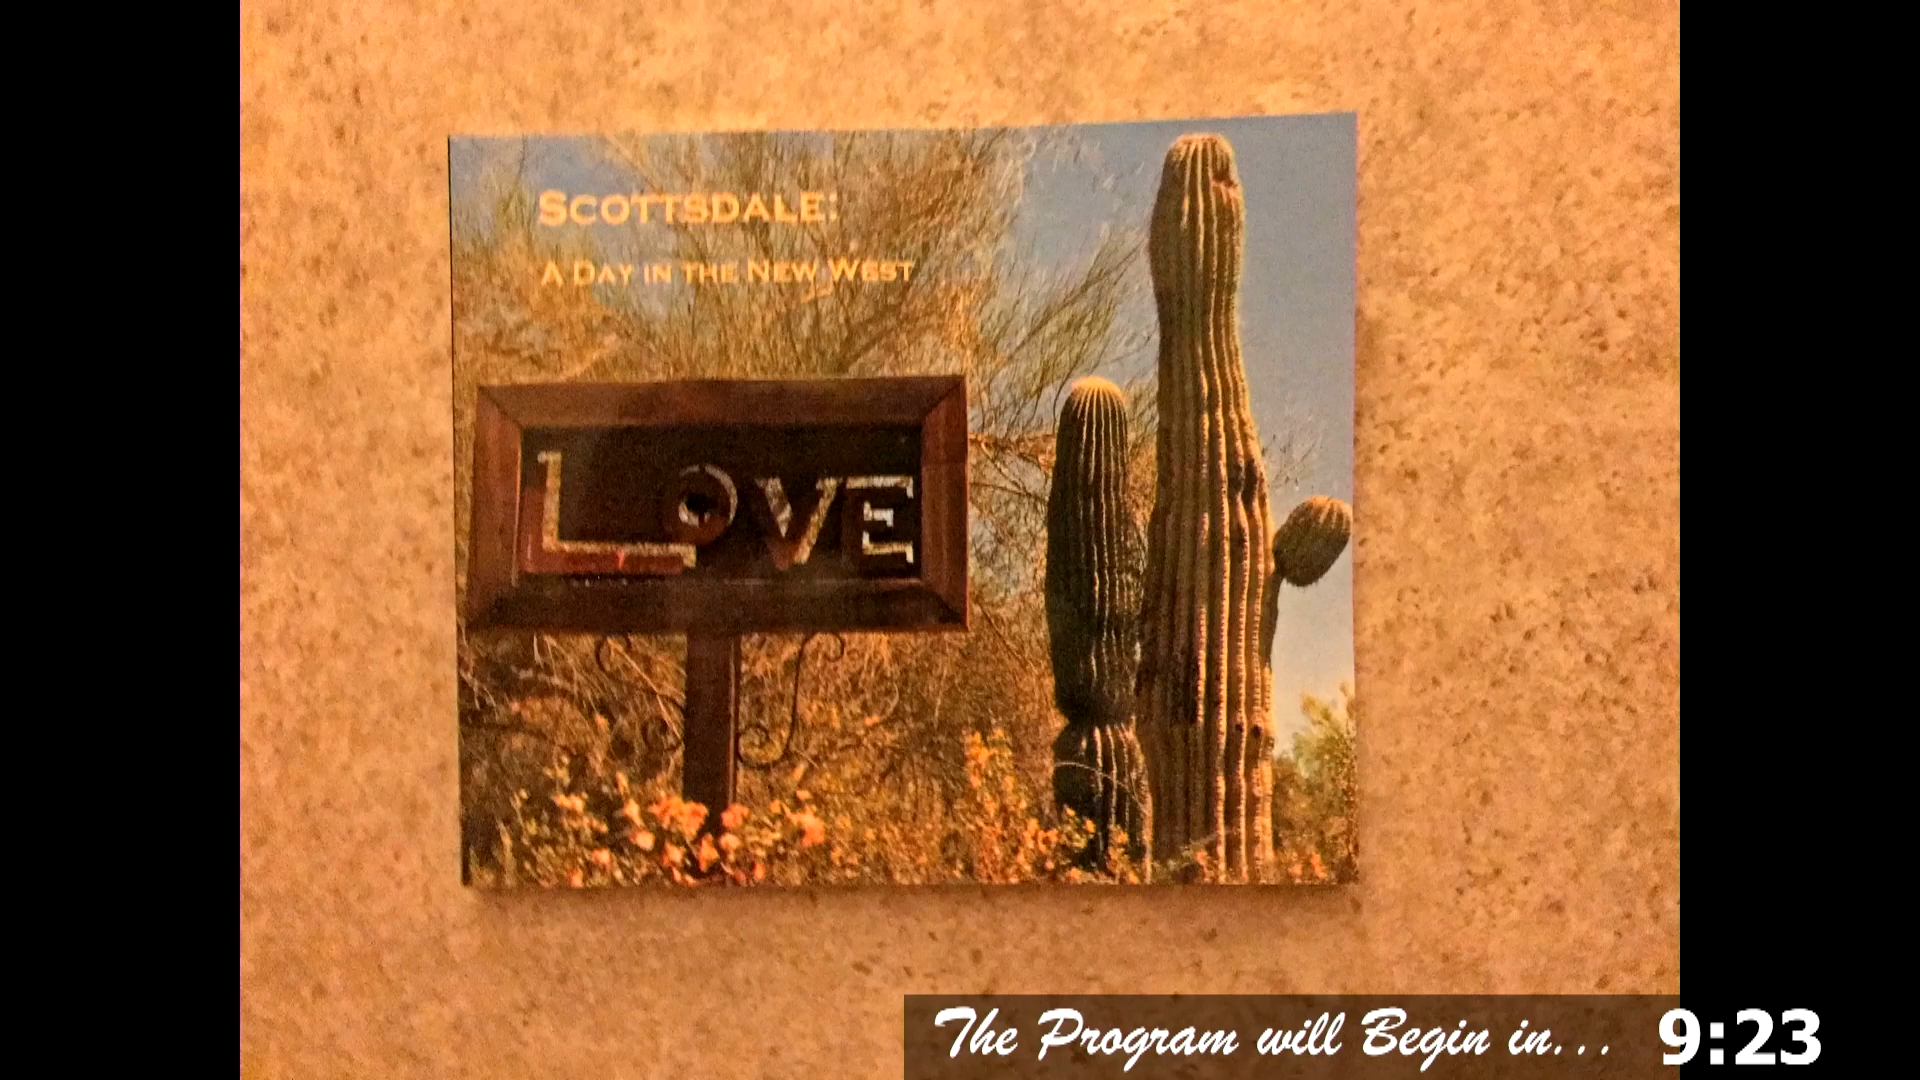 SCOTTSDALE:
A DAY IN THE NEW WEST
LOVE
The Program will Begin in... 9:23